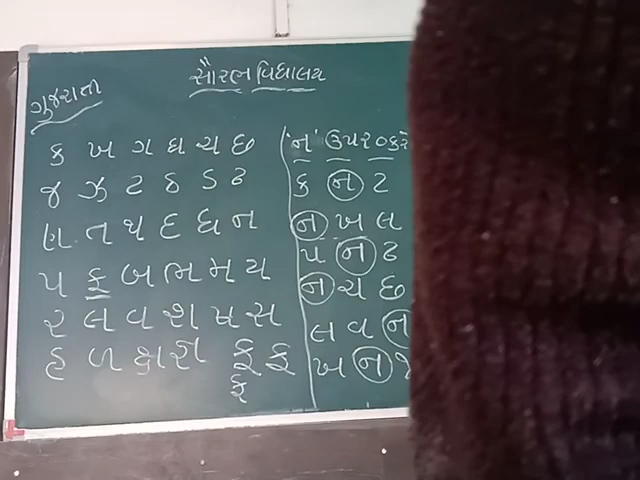 સૌરભ વિદ્યાલય
ગુજરાતી
ક ખ ગ ઘ ચ છ
જ ઝ ટ ઠ ડ ઢ
ણ ત થ દ ધ ન
પ ફ બ ભ મ ય
ર લ વ શ ષ સ
હ ળ ક્ષ જ્ઞ ફ ફ
ફ
'ન' ઉપર ૦ કરો
ક ન ટ
ન ખ લ
પ ન ઢ
ન ચ છ
લ વ ન
ખ ન